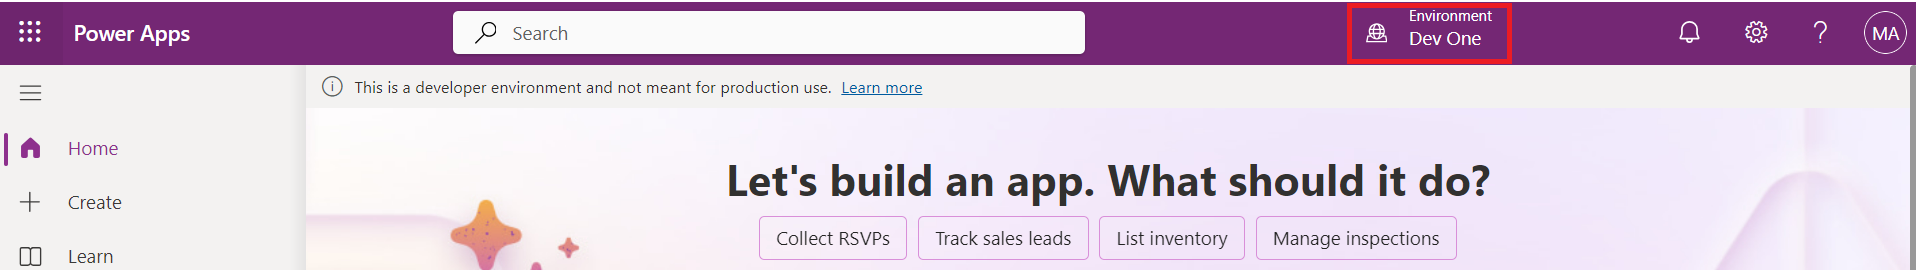 Power Apps
Search
Environment
Dev One
?
MA
This is a developer environment and not meant for production use. Learn more
Home
Create
Learn
Let's build an app. What should it do?
Collect RSVPs
Track sales leads
List inventory
Manage inspections